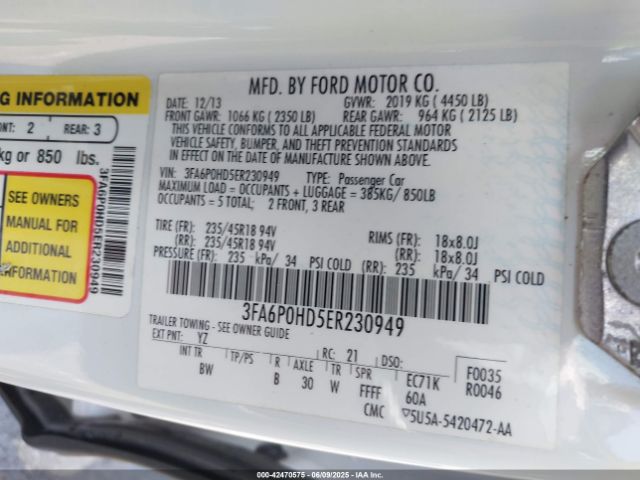 NG INFORMATION
NT: 2 REAR: 3
kg or 850 lbs.
SEE OWNERS
MANUAL FOR
ADDITIONAL
INFORMATION
3FA6P0HD5ER230949
MFD. BY FORD MOTOR CO.
DATE: 12/13 GVWR: 2019 KG ( 4450 LB)
FRONT GAWR: 1066 KG ( 2350 LB) REAR GAWR: 964 KG ( 2125 LB)
THIS VEHICLE CONFORMS TO ALL APPLICABLE FEDERAL MOTOR
VEHICLE SAFETY, BUMPER, AND THEFT PREVENTION STANDARDS
IN EFFECT ON THE DATE OF MANUFACTURE SHOWN ABOVE.
VIN: 3FA6P0HD5ER230949 TYPE: Passenger Car
MAXIMUM LOAD = OCCUPANTS + LUGGAGE = 385KG/ 850LB
OCCUPANTS = 5 TOTAL; 2 FRONT, 3 REAR
TIRE (FR): 235/45R18 94V RIMS (FR): 18x8.0J
(RR): 235/45R18 94V (RR): 18x8.0J
PRESSURE (FR): 235 kPa/ 34 PSI COLD (RR): 235 kPa/ 34 PSI COLD
3FA6P0HD5ER230949
TRAILER TOWING - SEE OWNER GUIDE
EXT PNT: YZ RC: 21 DSO: F0035
INT TR TP/PS R AXLE TR SPR EC71K R0046
BW B 30 W FFFF 60A
CMC 5U5A-5420472-AA
Owner: IAA - 42470575 - 06/09/2025 - IAAI.com